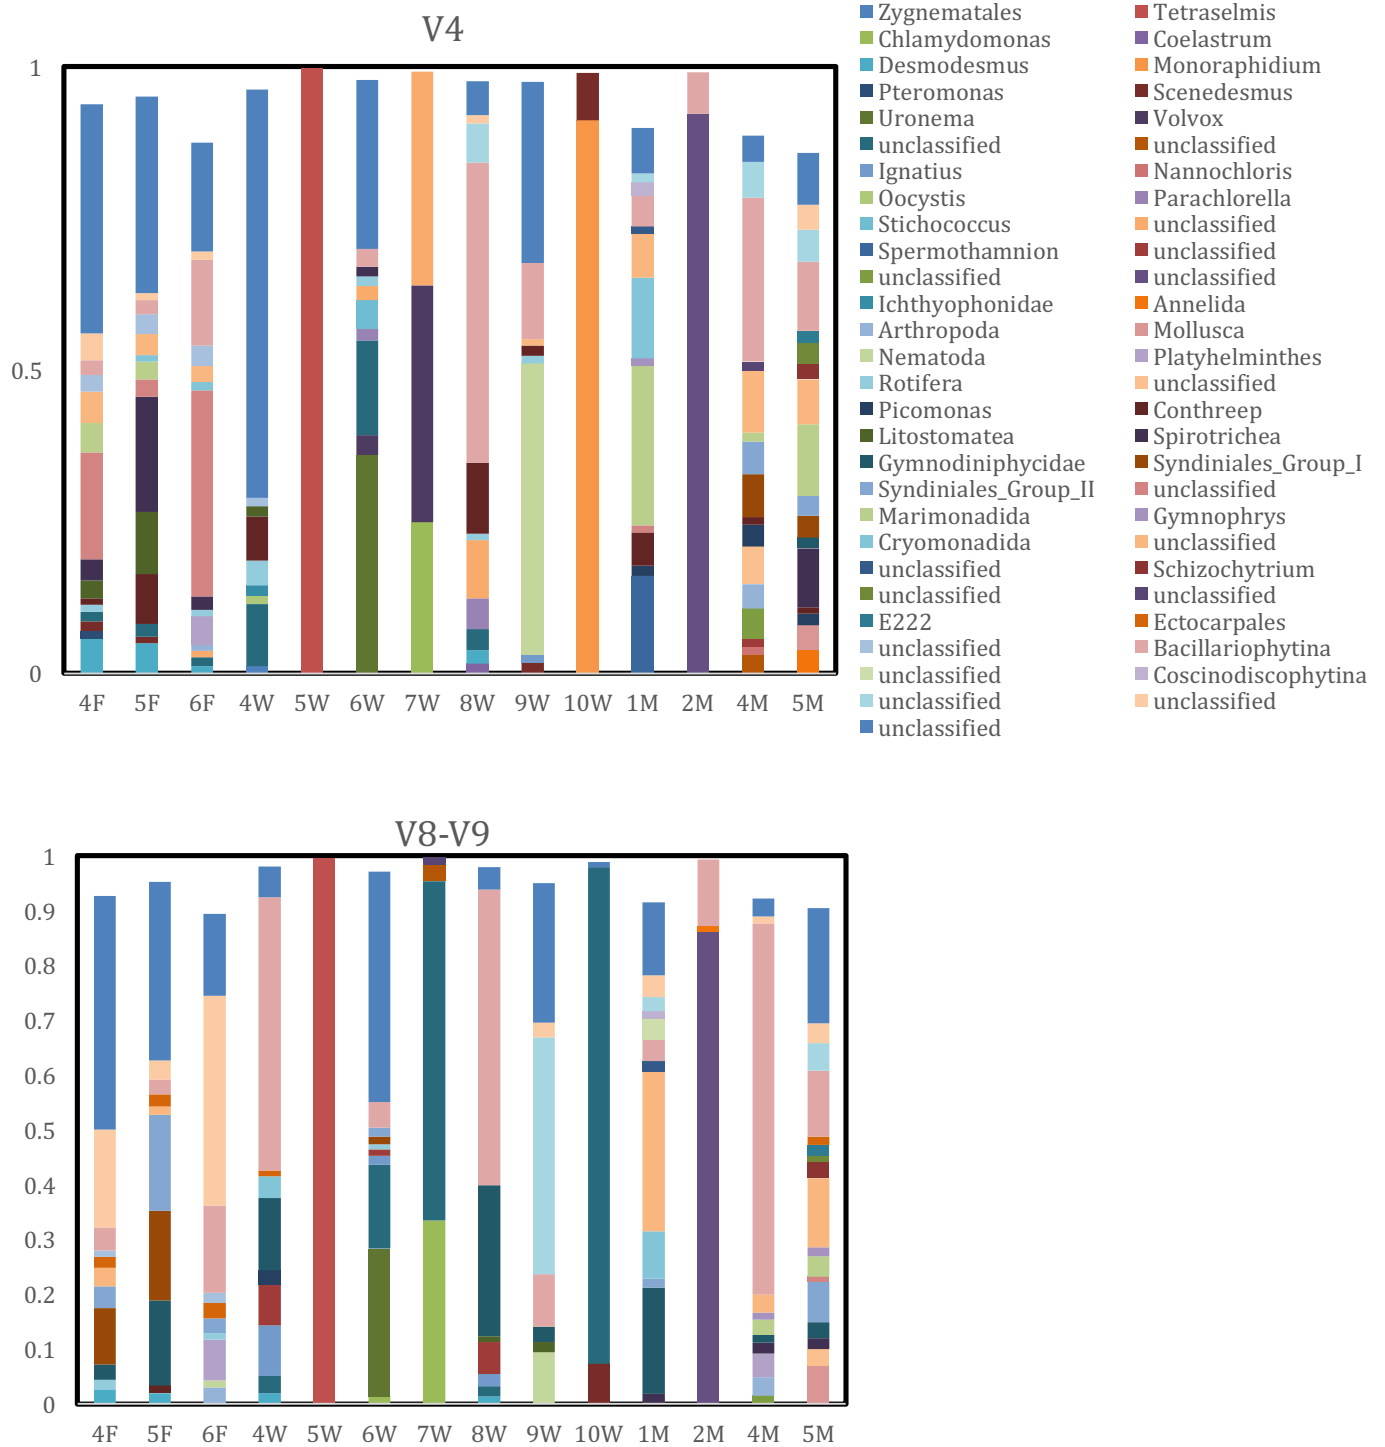 V4
1
0.5
0
4F 5F 6F 4W 5W 6W 7W 8W 9W 10W 1M 2M 4M 5M
Zygnematales Tetraselmis
Chlamydomonas Coelastrum
Desmodesmus Monoraphidium
Pteromonas Scenedesmus
Uronema Volvox
unclassified unclassified
Ignatius Nannochloris
Oocystis Parachlorella
Stichococcus unclassified
Spermothamnion unclassified
unclassified unclassified
Ichthyophonidae Annelida
Arthropoda Mollusca
Nematoda Platyhelminthes
Rotifera unclassified
Picomonas Conthreep
Litostomatea Spirotrichea
Gymnodiniphycidae Syndiniales_Group_I
Syndiniales_Group_II unclassified
Marimonadida Gymnophrys
Cryomonadida unclassified
unclassified Schizochytrium
unclassified unclassified
E222 Ectocarpales
unclassified Bacillariophytina
unclassified Coscinodiscophytina
unclassified unclassified
unclassified
V8-V9
1
0.9
0.8
0.7
0.6
0.5
0.4
0.3
0.2
0.1
0
4F 5F 6F 4W 5W 6W 7W 8W 9W 10W 1M 2M 4M 5M